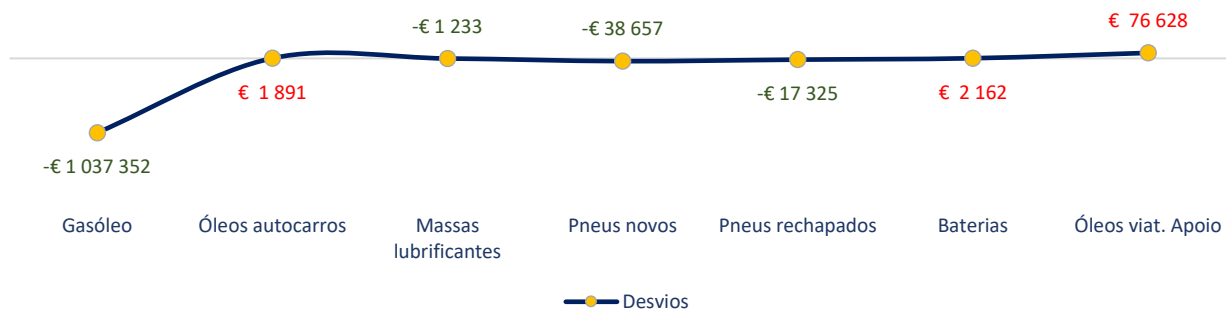 € 76 628
-€ 1 233
-€ 38 657
€ 1 891
-€ 17 325
€ 2 162
-€ 1 037 352
Gasóleo
Óleos autocarros
Massas
lubrificantes
Pneus novos
Pneus rechapados
Baterias
Óleos viat. Apoio
Desvios